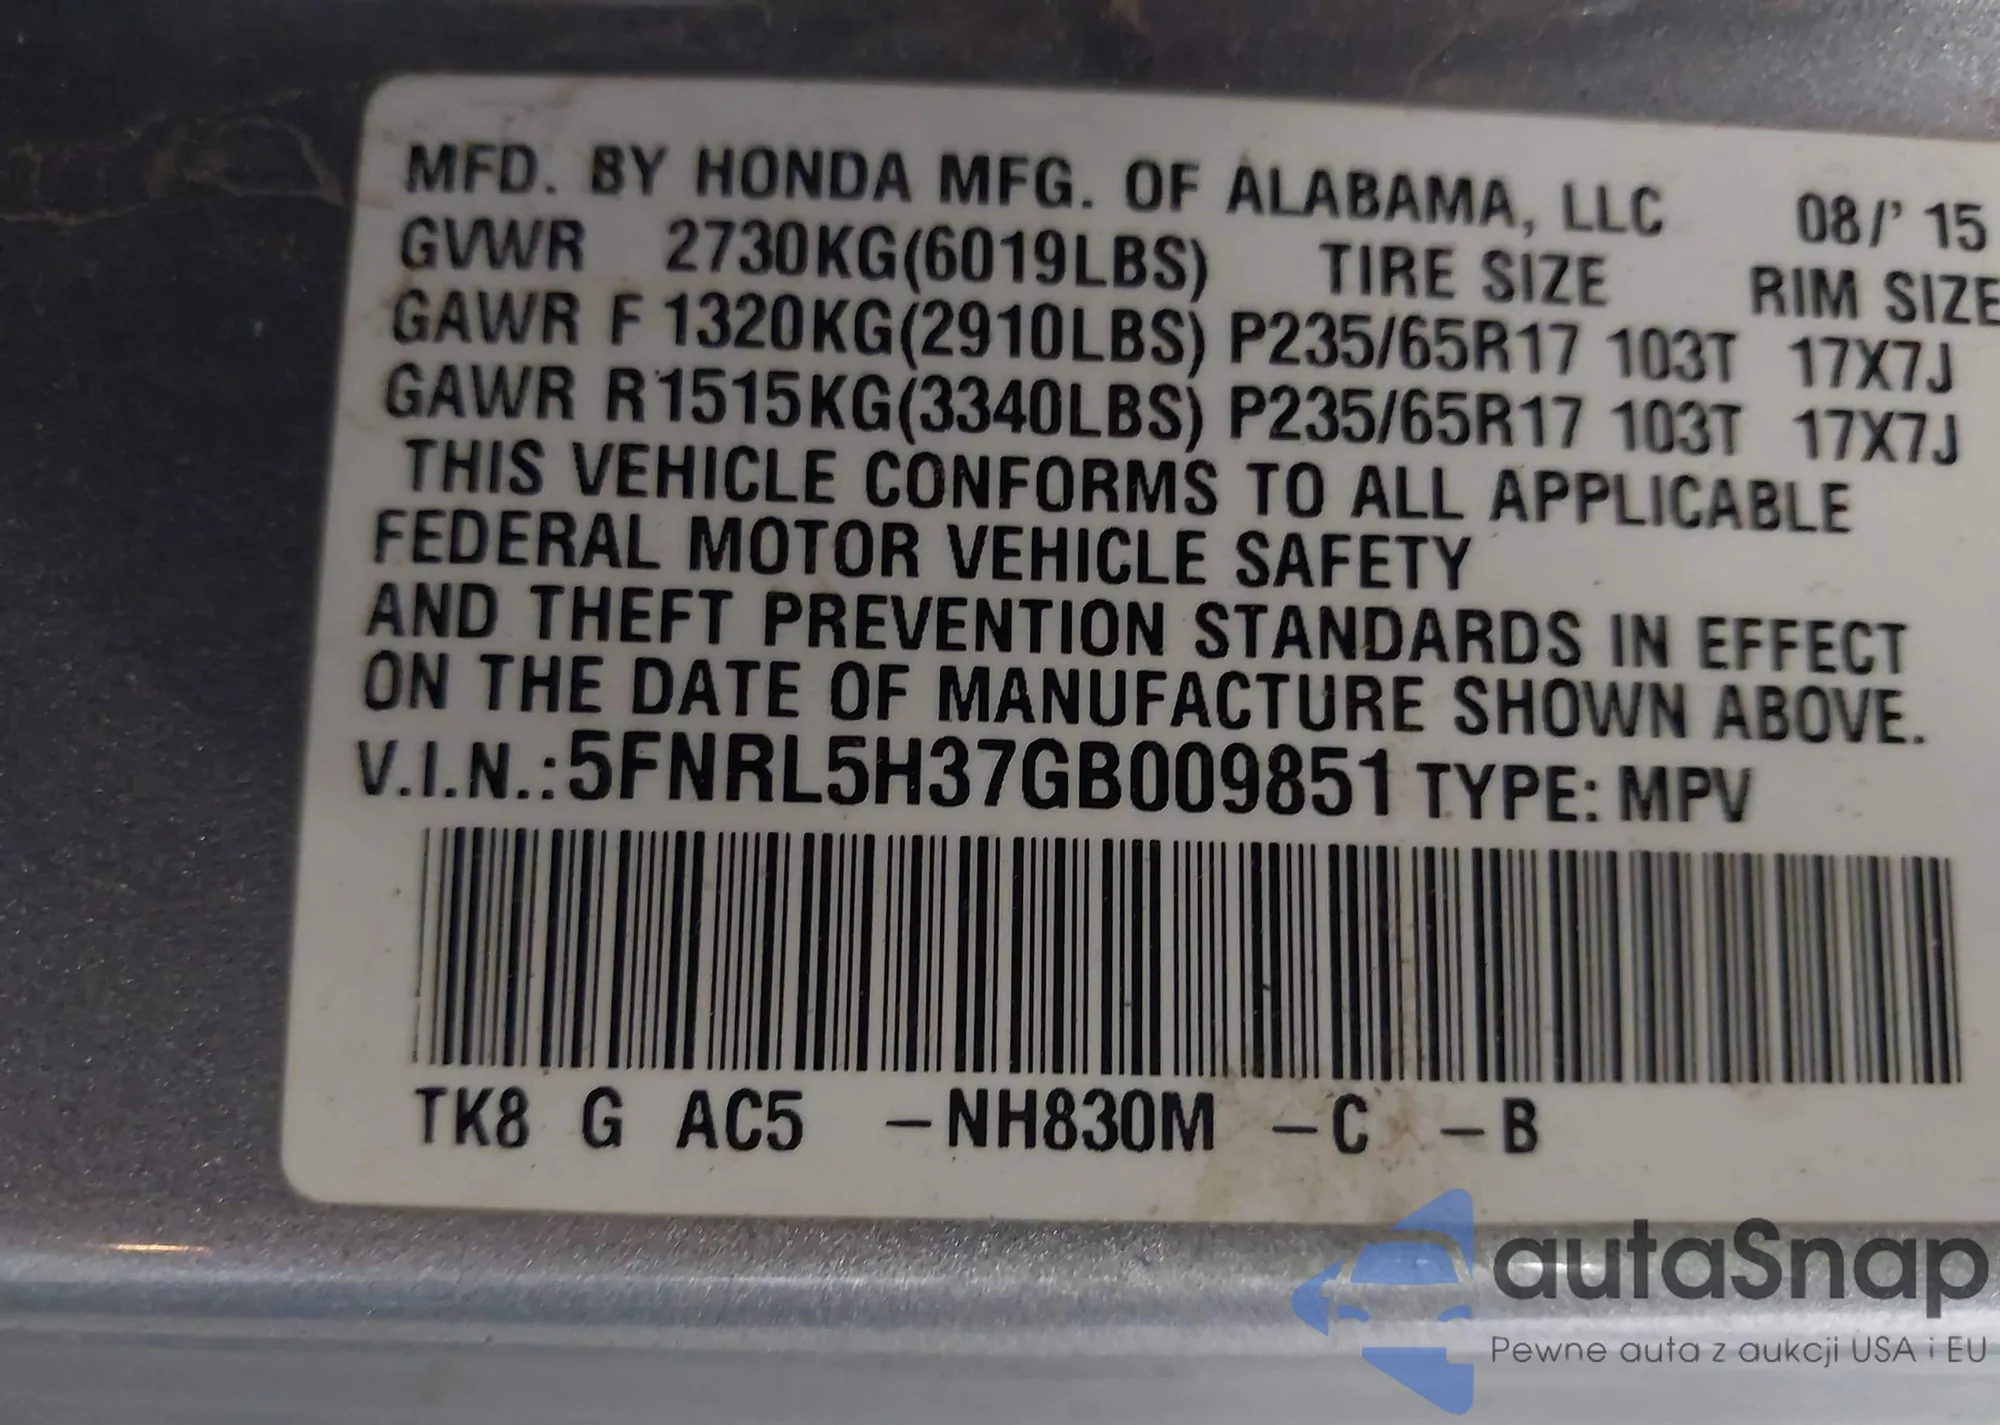 MFD. BY HONDA MFG. OF ALABAMA, LLC 08/' 15
GVWR 2730KG(6019LBS) TIRE SIZE RIM SIZE
GAWR F 1320KG(2910LBS) P235/65R17 103T 17X7J
GAWR R1515KG(3340LBS) P235/65R17 103T 17X7J
THIS VEHICLE CONFORMS TO ALL APPLICABLE
FEDERAL MOTOR VEHICLE SAFETY
AND THEFT PREVENTION STANDARDS IN EFFECT
ON THE DATE OF MANUFACTURE SHOWN ABOVE.
V.I.N.:5FNRL5H37GB009851 TYPE: MPV
TK8 G AC5 –NH830M –C –B
autaSnap
Pewne auta z aukcji USA i EU